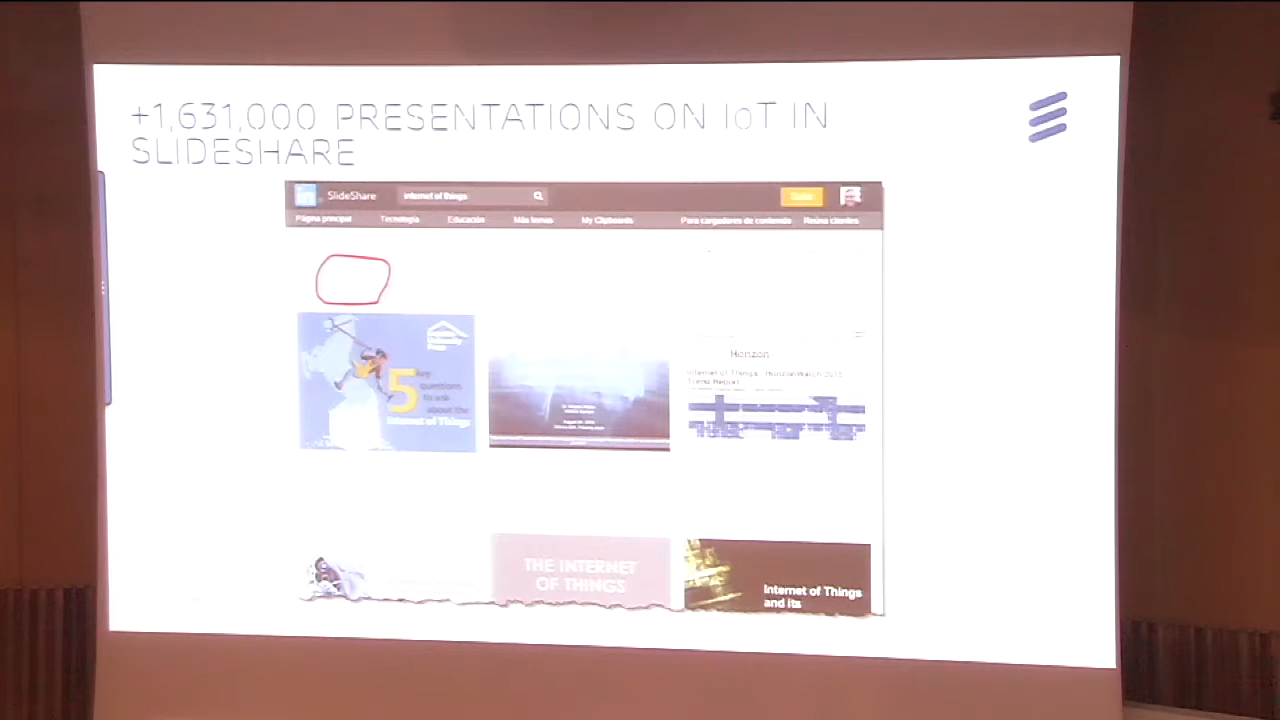 +1,631,000 PRESENTATIONS ON IoT IN
SLIDESHARE
in SlideShare internet of things
Página principal Tecnología Educación Más temas My Clipboards Para cargadores de contenido Reúna clientes
5 key
questions
to ask
about the
Internet of Things
Horizon
Internet of Things - HorizonWatch 2015
Trend Report
THE INTERNET
OF THINGS
Internet of Things
and its